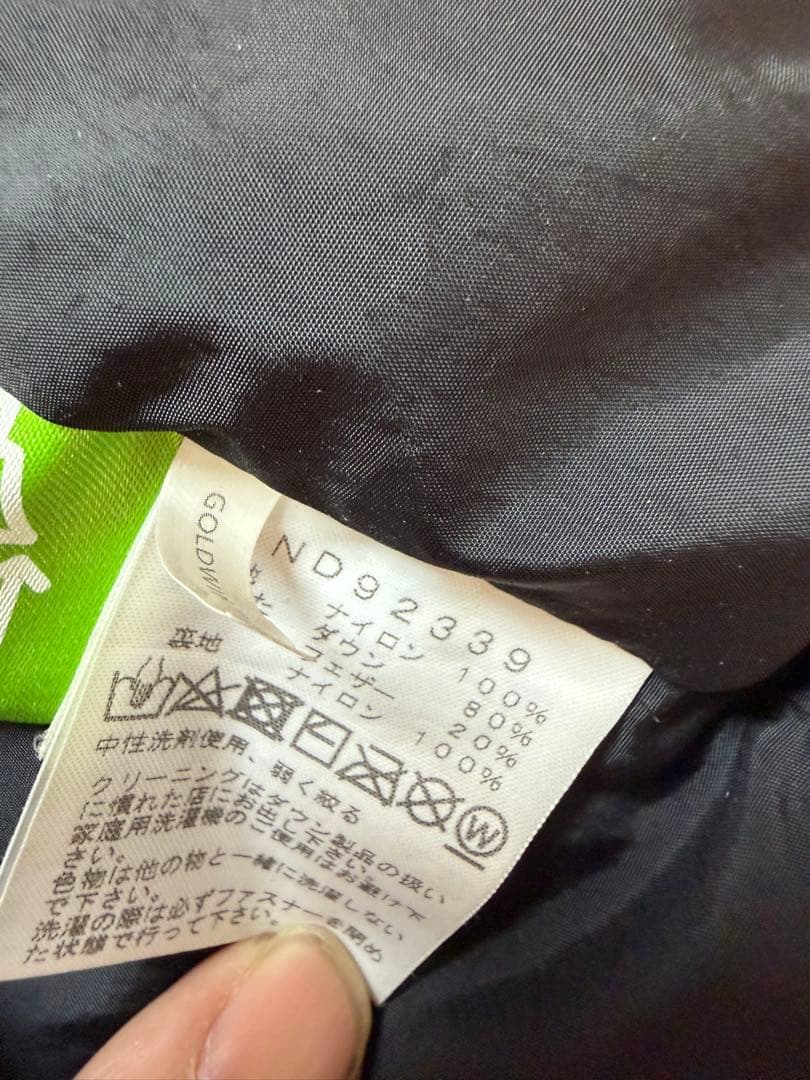 GOLDWI
ND92339
ナイロン 100%
ダウン 80%
フェザー 20%
ナイロン 100%
W
中性洗剤使用、弱く絞る
クリーニングはダウン製品の扱い
に慣れた店にお出し下さい。
家庭用洗濯機のご使用はお避け下
さい。
色物は他の物と一緒に洗濯しない
で下さい。
洗濯の際は必ずファスナーを閉め
た状態で行って下さい。